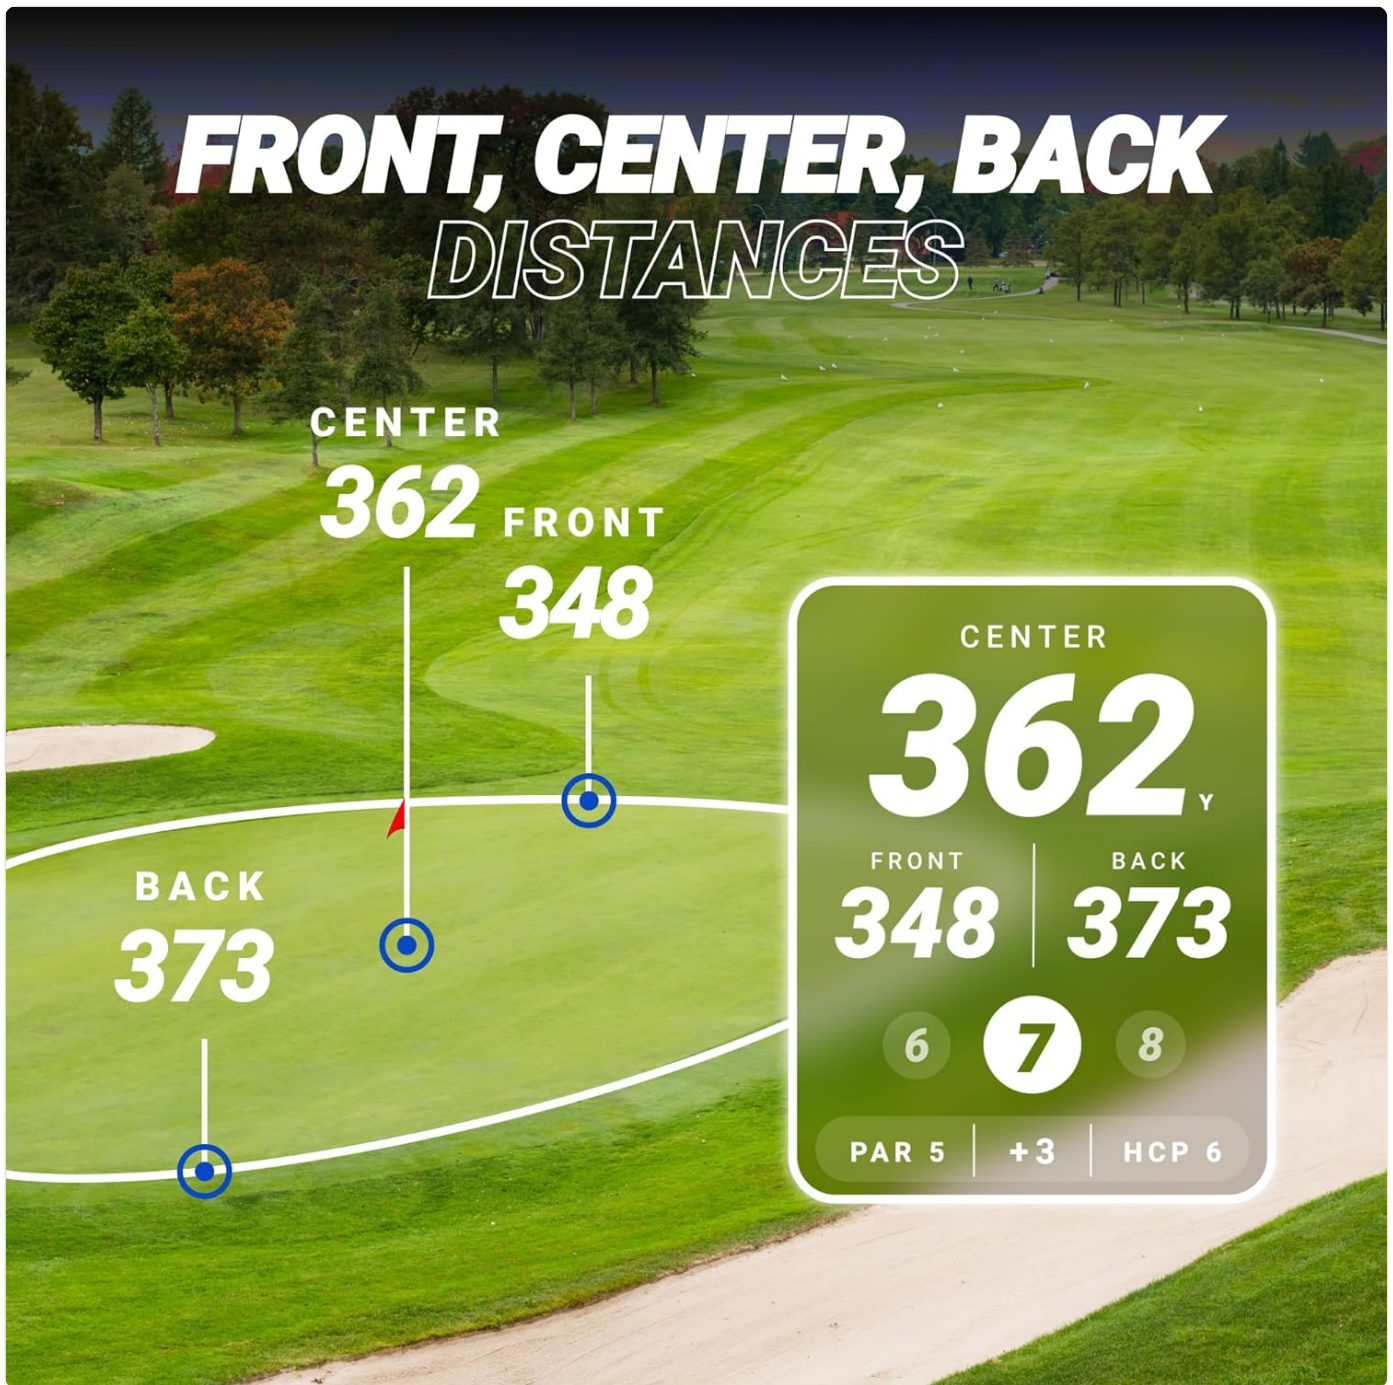 FRONT, CENTER, BACK
DISTANCES
CENTER
362
FRONT
348
BACK
373
CENTER
362 Y
FRONT
348
BACK
373
6 7 8
PAR 5 +3 HCP 6